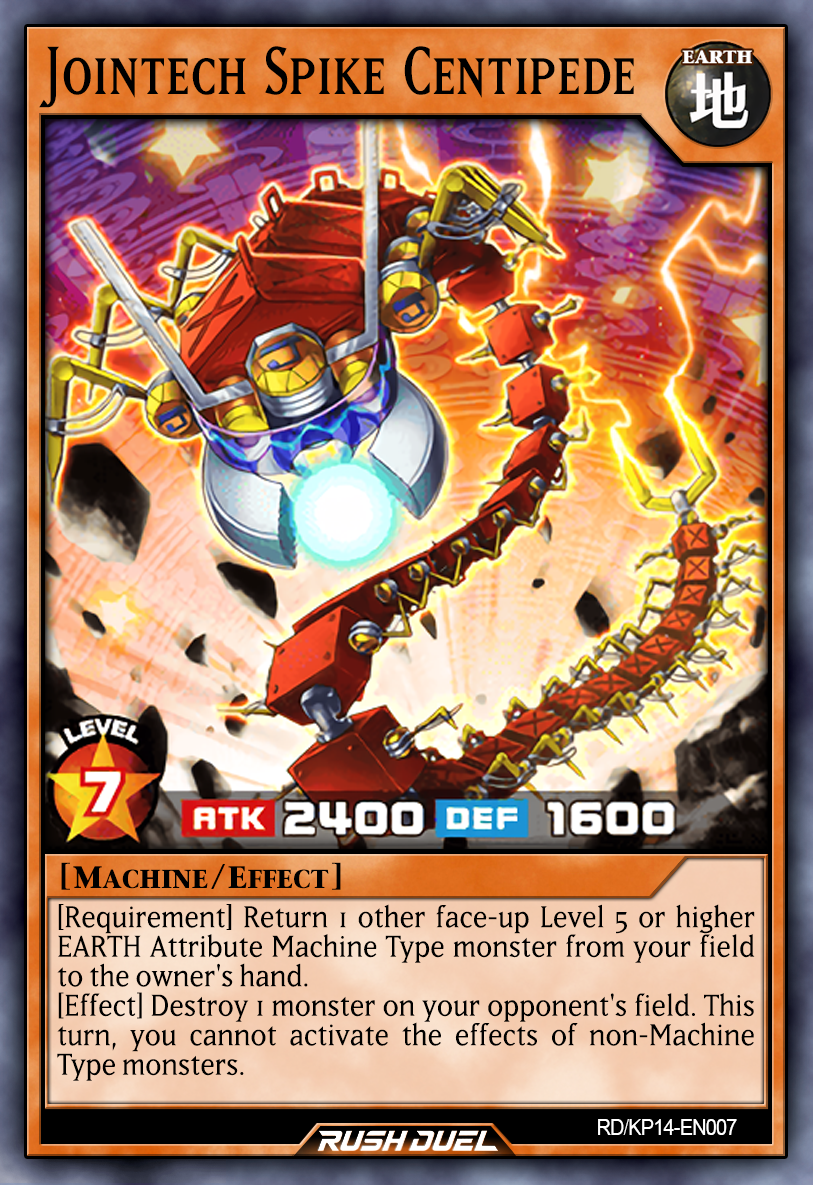 Jointech Spike Centipede
EARTH
地
LEVEL
7
ATK 2400 DEF 1600
[Machine/Effect]
[Requirement] Return 1 other face-up Level 5 or higher
EARTH Attribute Machine Type monster from your field
to the owner's hand.
[Effect] Destroy 1 monster on your opponent's field. This
turn, you cannot activate the effects of non-Machine
Type monsters.
RD/KP14-EN007
RUSH DUEL